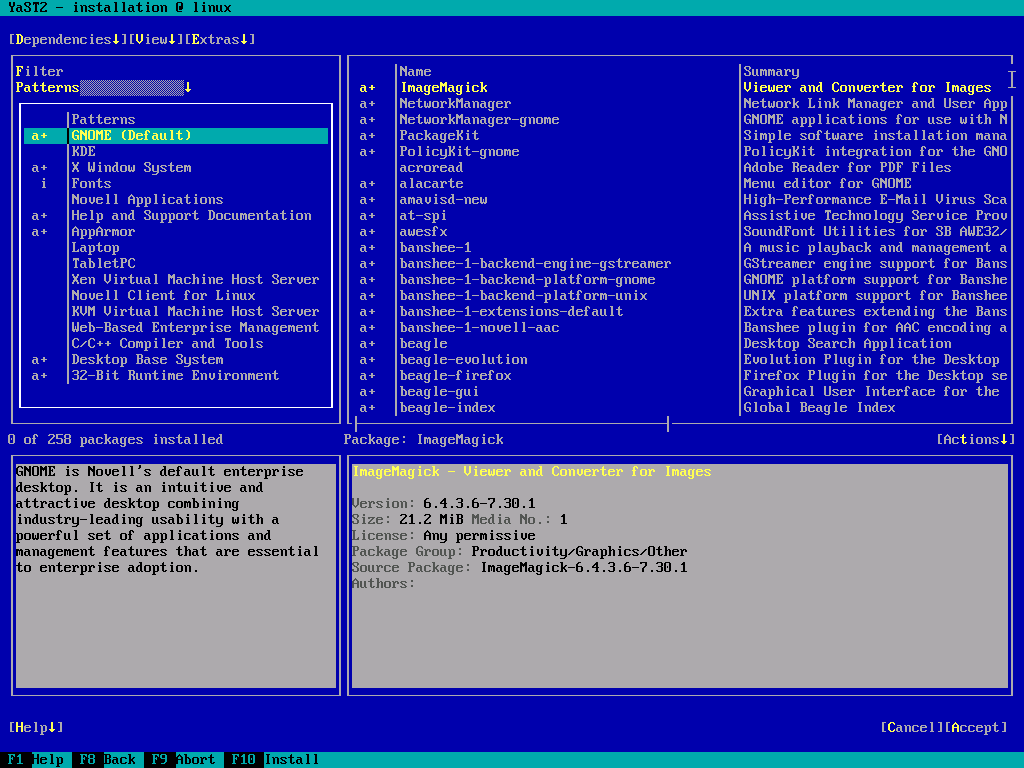 YaST2 - installation @ linux
[Dependencies↓][View↓][Extras↓]
Filter
Patterns↓
Patterns
a+ GNOME (Default)
KDE
a+ X Window System
i Fonts
Novell Applications
a+ Help and Support Documentation
a+ AppArmor
Laptop
TabletPC
Xen Virtual Machine Host Server
Novell Client for Linux
KVM Virtual Machine Host Server
Web-Based Enterprise Management
C/C++ Compiler and Tools
a+ Desktop Base System
a+ 32-Bit Runtime Environment
Name Summary
a+ ImageMagick Viewer and Converter for Images
a+ NetworkManager Network Link Manager and User App
a+ NetworkManager-gnome GNOME applications for use with N
a+ PackageKit Simple software installation mana
a+ PolicyKit-gnome PolicyKit integration for the GNO
acroread Adobe Reader for PDF Files
a+ alacarte Menu editor for GNOME
a+ amavisd-new High-Performance E-Mail Virus Sca
a+ at-spi Assistive Technology Service Prov
a+ awesfx SoundFont Utilities for SB AWE32/
a+ banshee-1 A music playback and management a
a+ banshee-1-backend-engine-gstreamer GStreamer engine support for Bans
a+ banshee-1-backend-platform-gnome GNOME platform support for Banshe
a+ banshee-1-backend-platform-unix UNIX platform support for Banshee
a+ banshee-1-extensions-default Extra features extending the Bans
a+ banshee-1-novell-aac Banshee plugin for AAC encoding a
a+ beagle Desktop Search Application
a+ beagle-evolution Evolution Plugin for the Desktop
a+ beagle-firefox Firefox Plugin for the Desktop se
a+ beagle-gui Graphical User Interface for the
a+ beagle-index Global Beagle Index
0 of 258 packages installed
Package: ImageMagick
[Actions↓]
GNOME is Novell's default enterprise
desktop. It is an intuitive and
attractive desktop combining
industry-leading usability with a
powerful set of applications and
management features that are essential
to enterprise adoption.
ImageMagick - Viewer and Converter for Images
Version: 6.4.3.6-7.30.1
Size: 21.2 MiB Media No.: 1
License: Any permissive
Package Group: Productivity/Graphics/Other
Source Package: ImageMagick-6.4.3.6-7.30.1
Authors:
[Help↓]
[Cancel][Accept]
F1 Help F8 Back F9 Abort F10 Install